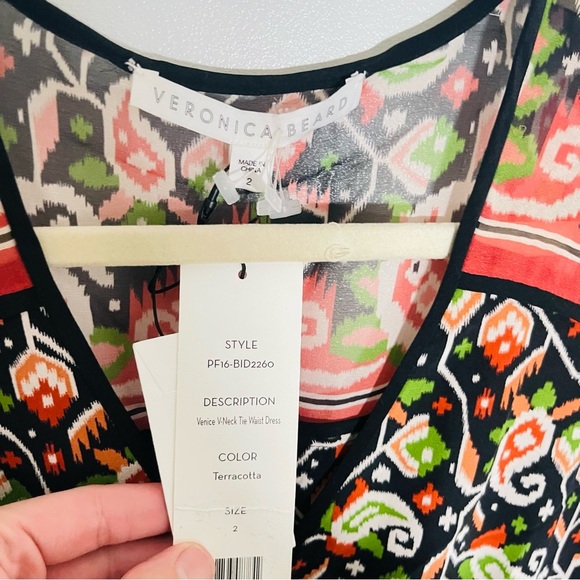 VERONICA BEARD
MADE IN
CHINA
2
STYLE
PF16-BID2260
DESCRIPTION
Venice V-Neck Tie Waist Dress
COLOR
Terracotta
SIZE
2